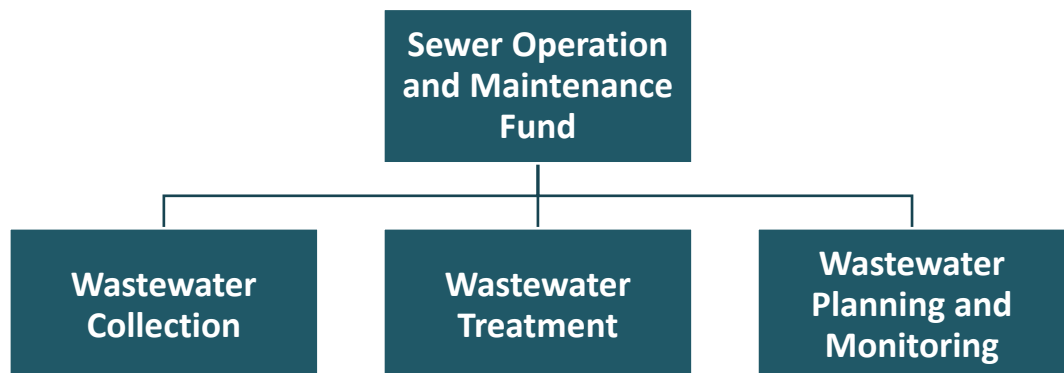 Sewer Operation
and Maintenance
Fund
Wastewater
Collection
Wastewater
Treatment
Wastewater
Planning and
Monitoring